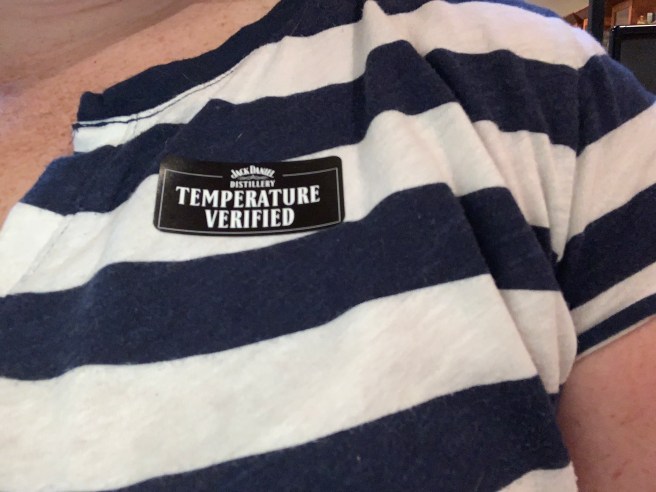 JACK DANIEL
DISTILLERY
TEMPERATURE
VERIFIED